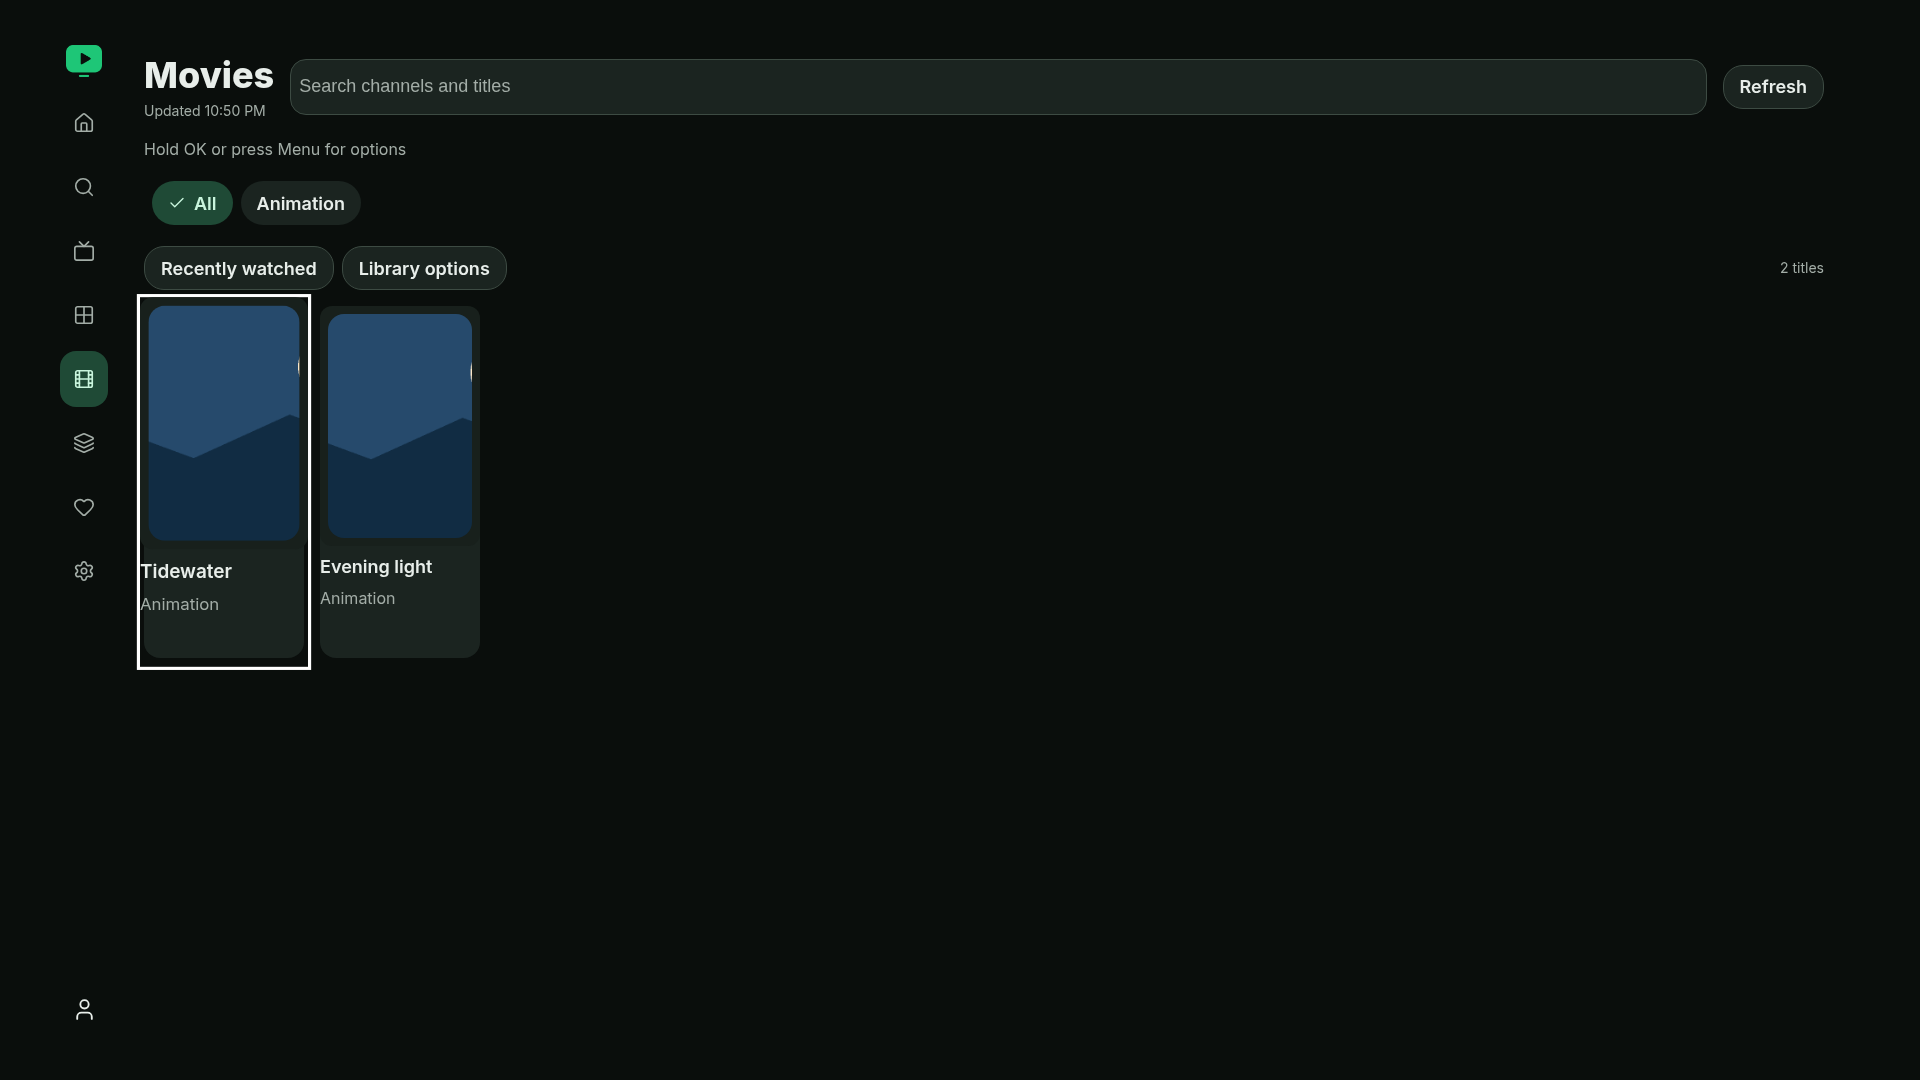 Movies
Search channels and titles
Refresh
Updated 10:50 PM
Hold OK or press Menu for options
All
Animation
Recently watched
Library options
2 titles
Tidewater
Animation
Evening light
Animation